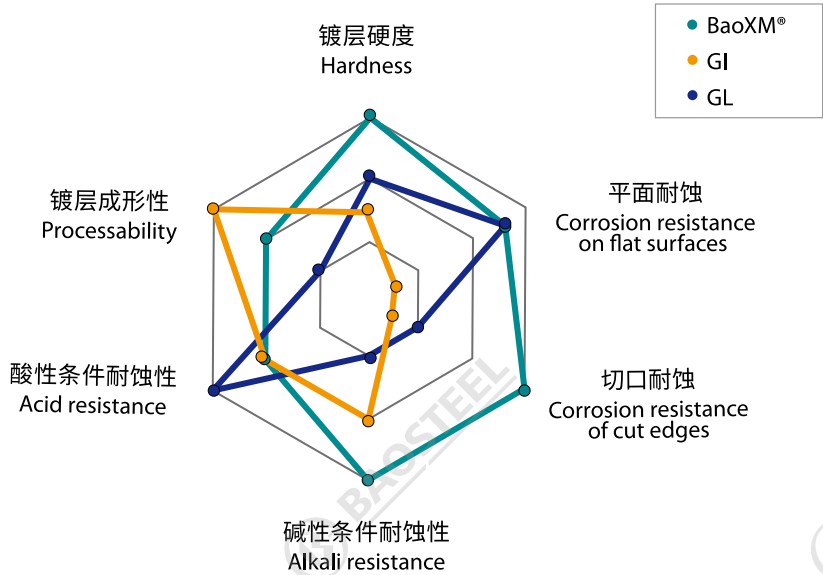 镀层硬度
Hardness
BaoXM®
GI
GL
平面耐蚀
Corrosion resistance
on flat surfaces
切口耐蚀
Corrosion resistance
of cut edges
碱性条件耐蚀性
Alkali resistance
酸性条件耐蚀性
Acid resistance
镀层成形性
Processability
BAOSTEEL